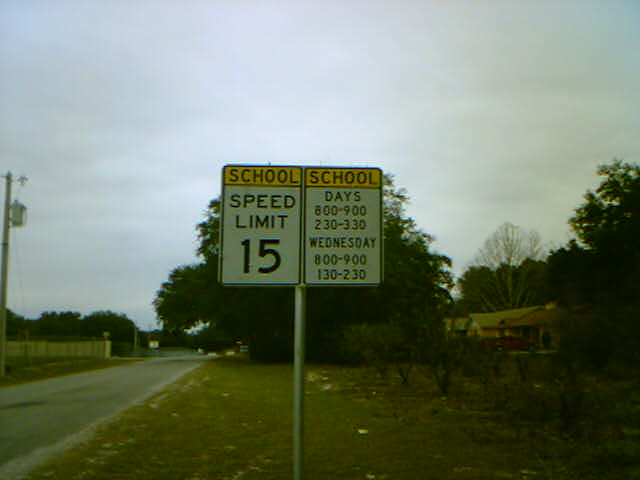 SCHOOL
SPEED
LIMIT
15
SCHOOL
DAYS
800-900
230-330
WEDNESDAY
800-900
130-230